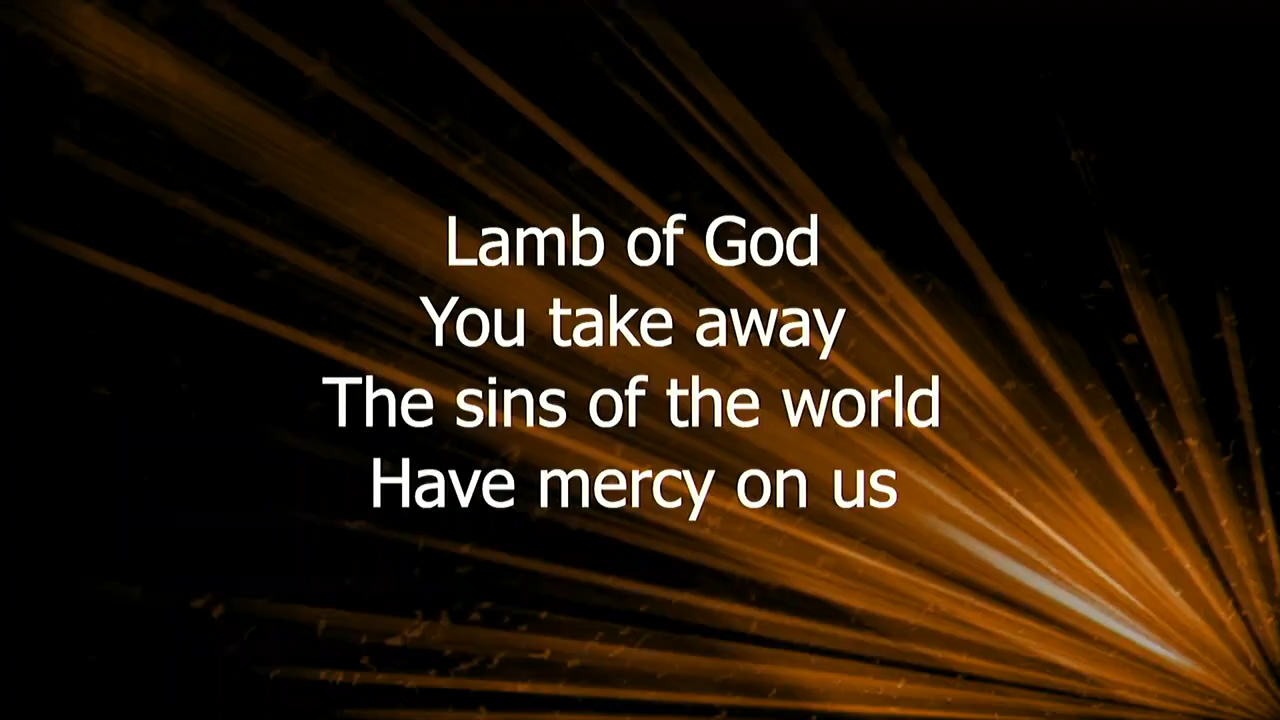 Lamb of God
You take away
The sins of the world
Have mercy on us